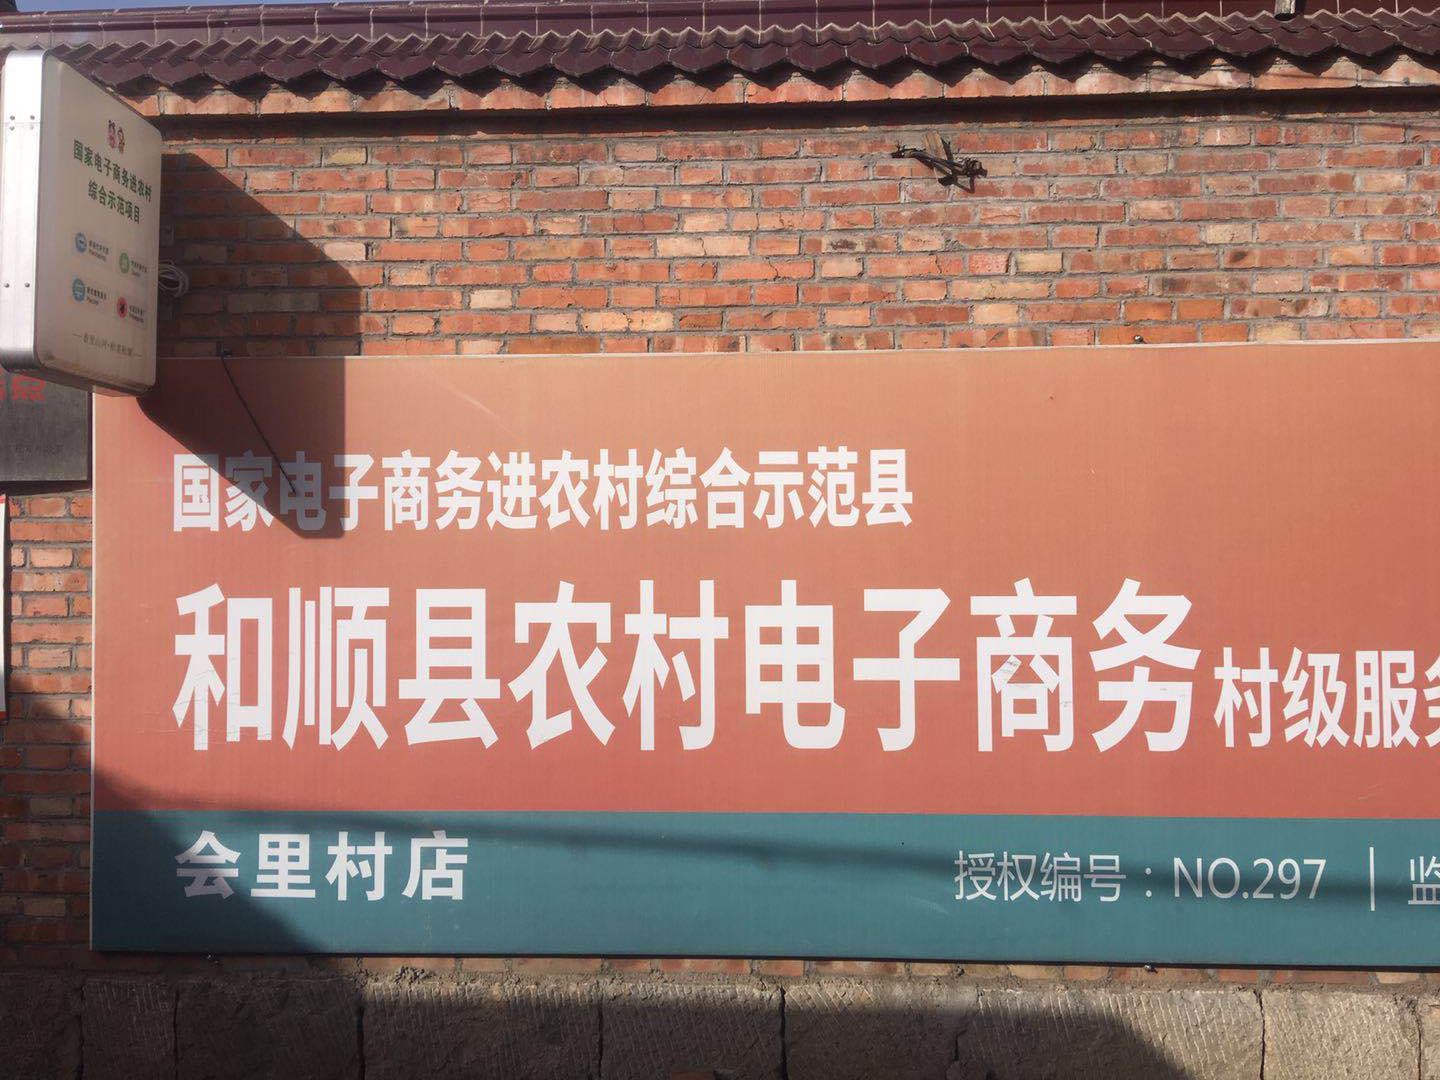 国家电子商务进农村
综合示范项目
国家电子商务进农村综合示范县
和顺县农村电子商务村级服务
会里村店
授权编号：NO.297 | 监